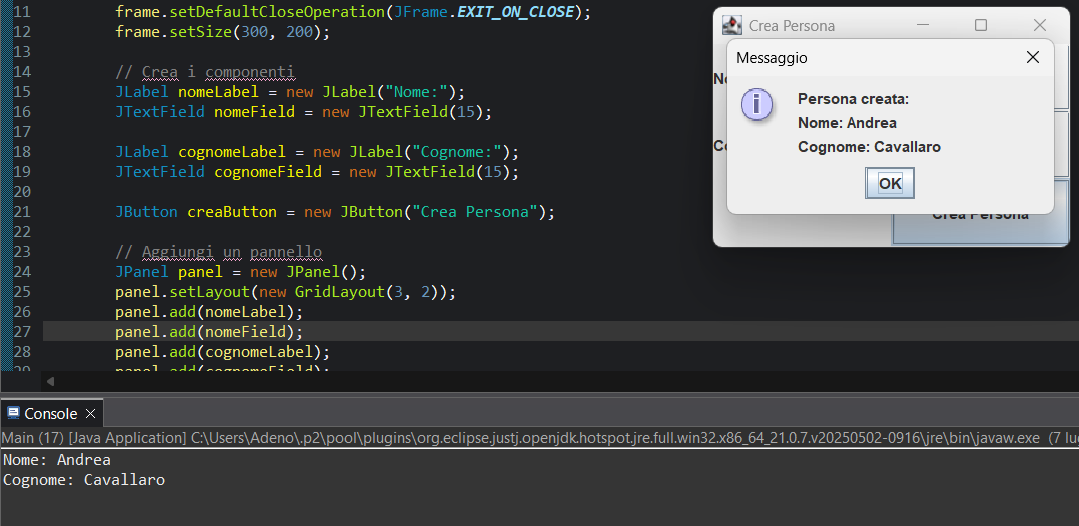 11 frame.setDefaultCloseOperation(JFrame.EXIT_ON_CLOSE);
12 frame.setSize(300, 200);
13
14 // Crea i componenti
15 JLabel nomeLabel = new JLabel("Nome:");
16 JTextField nomeField = new JTextField(15);
17
18 JLabel cognomeLabel = new JLabel("Cognome:");
19 JTextField cognomeField = new JTextField(15);
20
21 JButton creaButton = new JButton("Crea Persona");
22
23 // Aggiungi un pannello
24 JPanel panel = new JPanel();
25 panel.setLayout(new GridLayout(3, 2));
26 panel.add(nomeLabel);
27 panel.add(nomeField);
28 panel.add(cognomeLabel);
29 panel.add(cognomeField);
Crea Persona
Messaggio
Persona creata:
Nome: Andrea
Cognome: Cavallaro
OK
Crea Persona
Console
Main (17) [Java Application] C:\Users\Adeno\.p2\pool\plugins\org.eclipse.justj.openjdk.hotspot.jre.full.win32.x86_64_21.0.7.v20250502-0916\jre\bin\javaw.exe (7 lu
Nome: Andrea
Cognome: Cavallaro